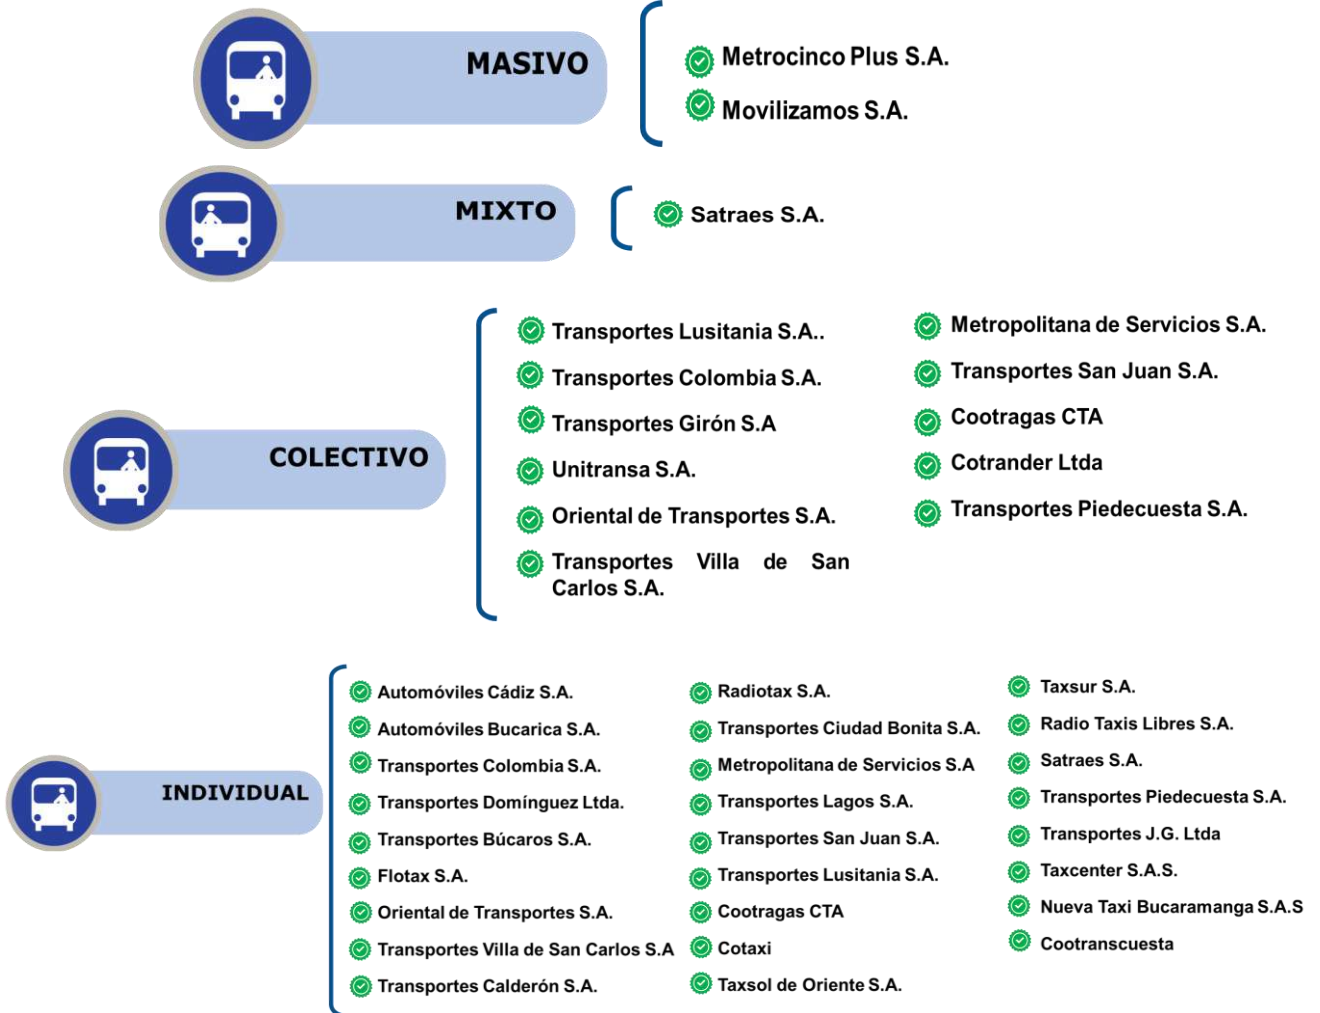 MASIVO
Metrocinco Plus S.A.
Movilizamos S.A.
MIXTO
Satraes S.A.
COLECTIVO
Transportes Lusitania S.A..
Transportes Colombia S.A.
Transportes Girón S.A
Unitransa S.A.
Oriental de Transportes S.A.
Transportes Villa de San
Carlos S.A.
Metropolitana de Servicios S.A.
Transportes San Juan S.A.
Cootragas CTA
Cotrander Ltda
Transportes Piedecuesta S.A.
INDIVIDUAL
Automóviles Cádiz S.A.
Automóviles Bucarica S.A.
Transportes Colombia S.A.
Transportes Domínguez Ltda.
Transportes Búcaros S.A.
Flotax S.A.
Oriental de Transportes S.A.
Transportes Villa de San Carlos S.A
Transportes Calderón S.A.
Radiotax S.A.
Transportes Ciudad Bonita S.A.
Metropolitana de Servicios S.A
Transportes Lagos S.A.
Transportes San Juan S.A.
Transportes Lusitania S.A.
Cootragas CTA
Cotaxi
Taxsol de Oriente S.A.
Taxsur S.A.
Radio Taxis Libres S.A.
Satraes S.A.
Transportes Piedecuesta S.A.
Transportes J.G. Ltda
Taxcenter S.A.S.
Nueva Taxi Bucaramanga S.A.S
Cootranscuesta